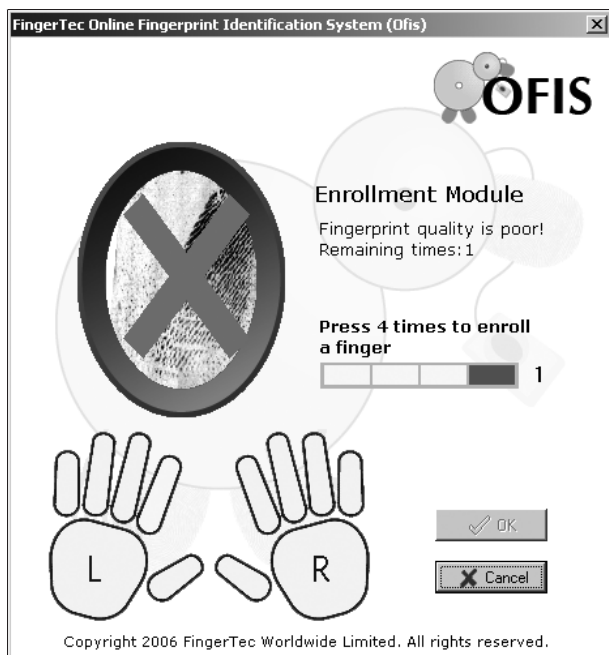 FingerTec Online Fingerprint Identification System (Ofis)
OFIS
Enrollment Module
Fingerprint quality is poor!
Remaining times:1
Press 4 times to enroll
a finger
1
L
R
OK
Cancel
Copyright 2006 FingerTec Worldwide Limited. All rights reserved.